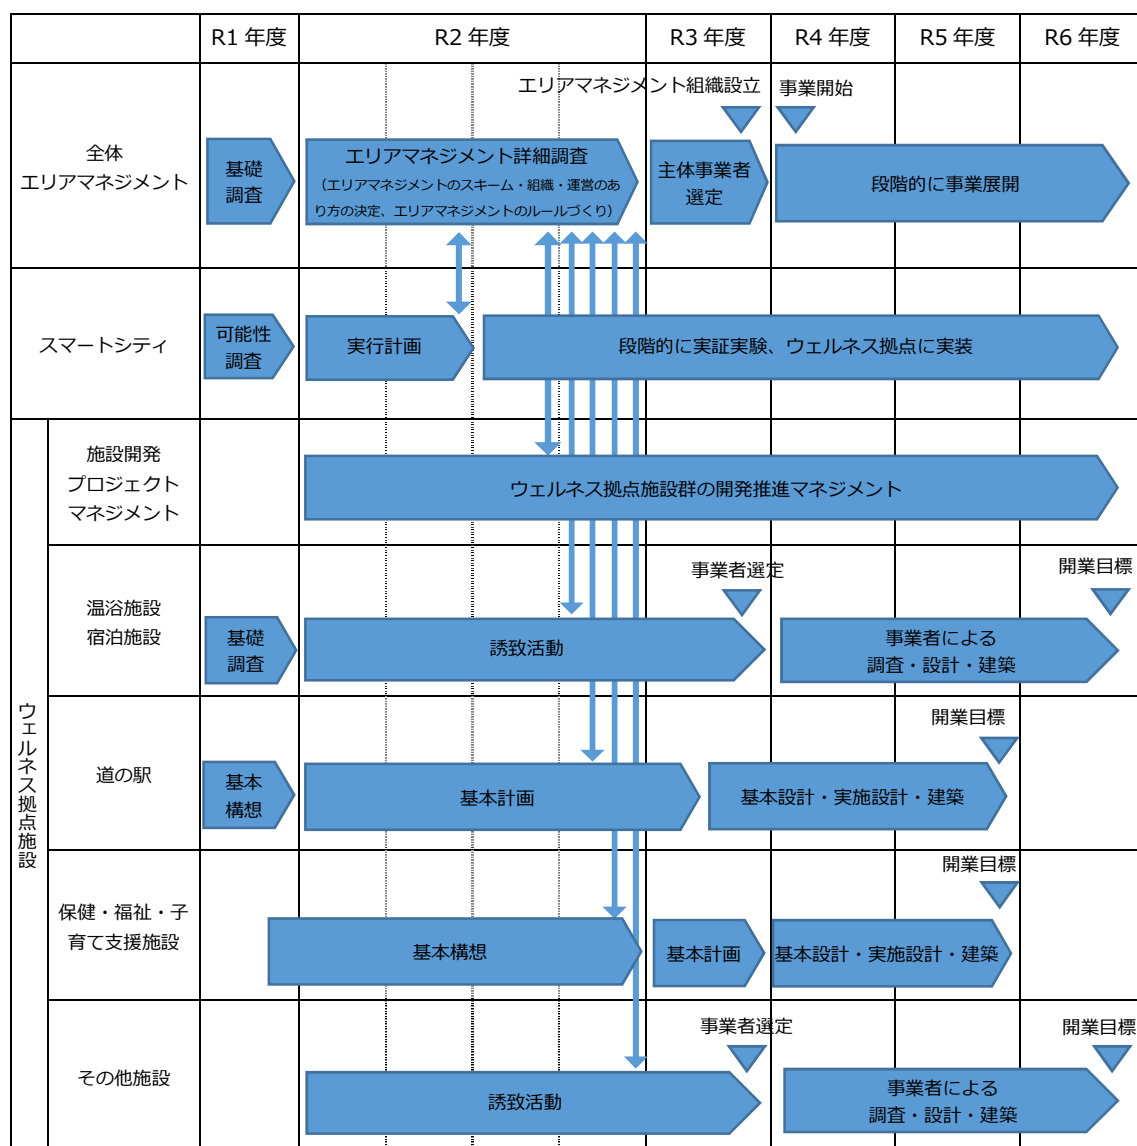 R1 年度
R2 年度
R3 年度
R4 年度
R5 年度
R6 年度
エリアマネジメント組織設立
事業開始
全体
エリアマネジメント
基礎
調査
エリアマネジメント詳細調査
（エリアマネジメントのスキーム・組織・運営のあ
り方の決定、エリアマネジメントのルールづくり）
主体事業者
選定
段階的に事業展開
スマートシティ
可能性
調査
実行計画
段階的に実証実験、ウェルネス拠点に実装
ウェルネス拠点施設
施設開発
プロジェクト
マネジメント
ウェルネス拠点施設群の開発推進マネジメント
温浴施設
宿泊施設
基礎
調査
誘致活動
事業者選定
事業者による
調査・設計・建築
開業目標
道の駅
基本
構想
基本計画
基本設計・実施設計・建築
開業目標
保健・福祉・子
育て支援施設
基本構想
基本計画
基本設計・実施設計・建築
開業目標
その他施設
誘致活動
事業者選定
事業者による
調査・設計・建築
開業目標